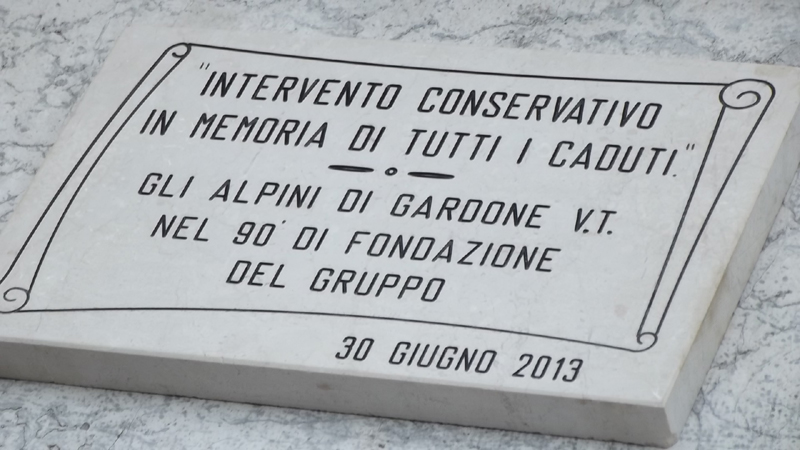 "INTERVENTO CONSERVATIVO
IN MEMORIA DI TUTTI I CADUTI."
GLI ALPINI DI GARDONE V.T.
NEL 90' DI FONDAZIONE
DEL GRUPPO
30 GIUGNO 2013